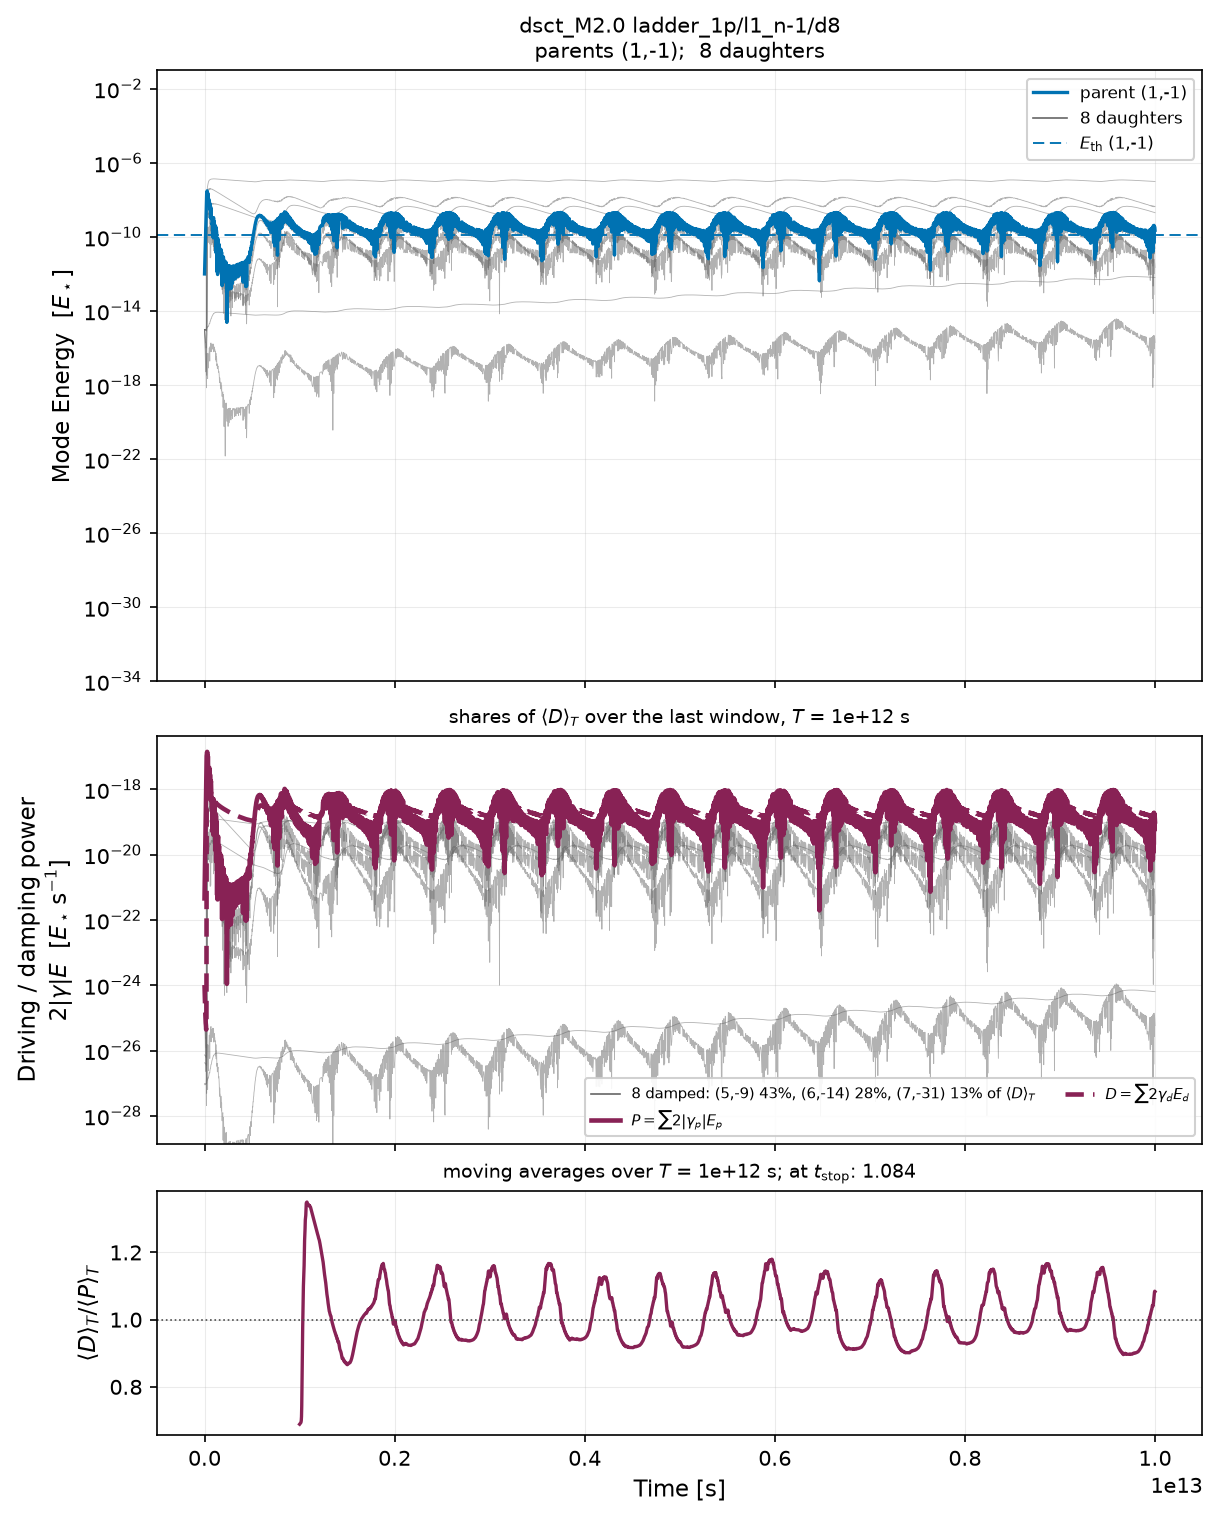 dsct_M2.0 ladder_1p/l1_n-1/d8
parents (1,-1);  8 daughters
parent (1,-1)
8 daughters
E_th (1,-1)
10^−2
10^−6
10^−10
10^−14
10^−18
10^−22
10^−26
10^−30
10^−34
Mode Energy [E⋆]
shares of ⟨D⟩_T over the last window, T = 1e+12 s
10^−18
10^−20
10^−22
10^−24
10^−26
10^−28
Driving / damping power
2|γ|E [E⋆ s^−1]
8 damped: (5,-9) 43%, (6,-14) 28%, (7,-31) 13% of ⟨D⟩_T
P = ∑2|γ_p|E_p
D = ∑2γ_dE_d
moving averages over T = 1e+12 s; at t_stop: 1.084
1.2
1.0
0.8
⟨D⟩_T/⟨P⟩_T
0.0 0.2 0.4 0.6 0.8 1.0
1e13
Time [s]